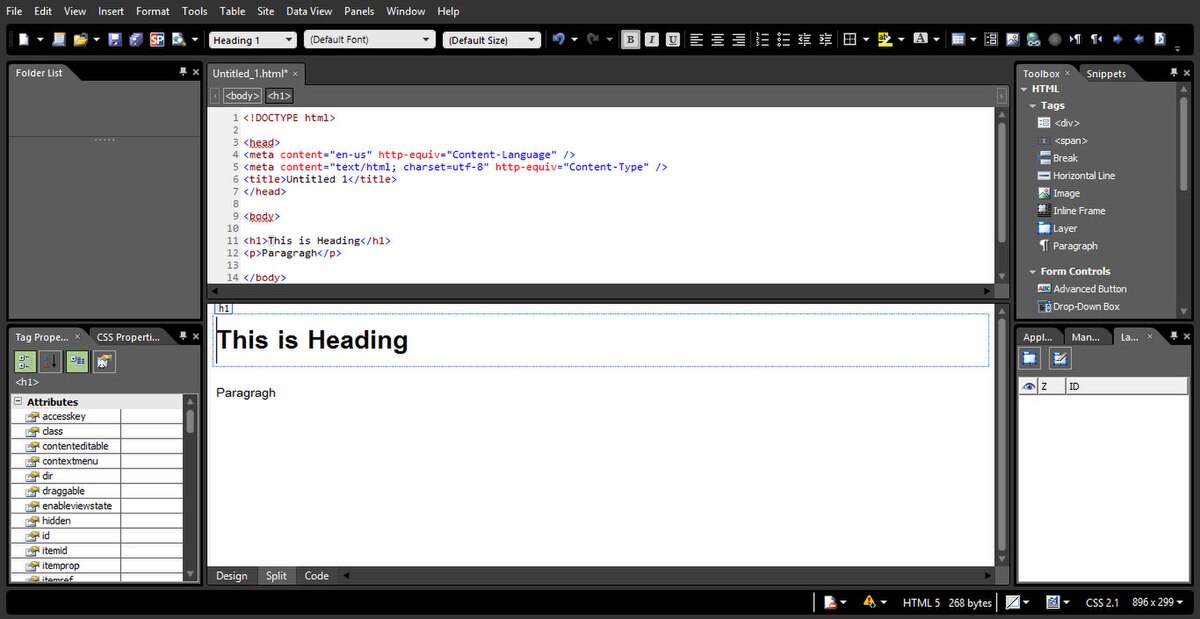 File Edit View Insert Format Tools Table Site Data View Panels Window Help
Heading 1 (Default Font) (Default Size) B I U
Folder List
Untitled_1.html*
<body> <h1>
1 <!DOCTYPE html>
2
3 <head>
4 <meta content="en-us" http-equiv="Content-Language" />
5 <meta content="text/html; charset=utf-8" http-equiv="Content-Type" />
6 <title>Untitled 1</title>
7 </head>
8
9 <body>
10
11 <h1>This is Heading</h1>
12 <p>Paragragh</p>
13
14 </body>
h1
This is Heading
Paragragh
Design Split Code
Tag Prope... CSS Properti...
<h1>
Attributes
accesskey
class
contenteditable
contextmenu
dir
draggable
enableviewstate
hidden
id
itemid
itemprop
itemref
Toolbox Snippets
HTML
Tags
<div>
<span>
Break
Horizontal Line
Image
Inline Frame
Layer
Paragraph
Form Controls
Advanced Button
Drop-Down Box
Appl... Man... La...
Z ID
HTML 5 268 bytes CSS 2.1 896 x 299